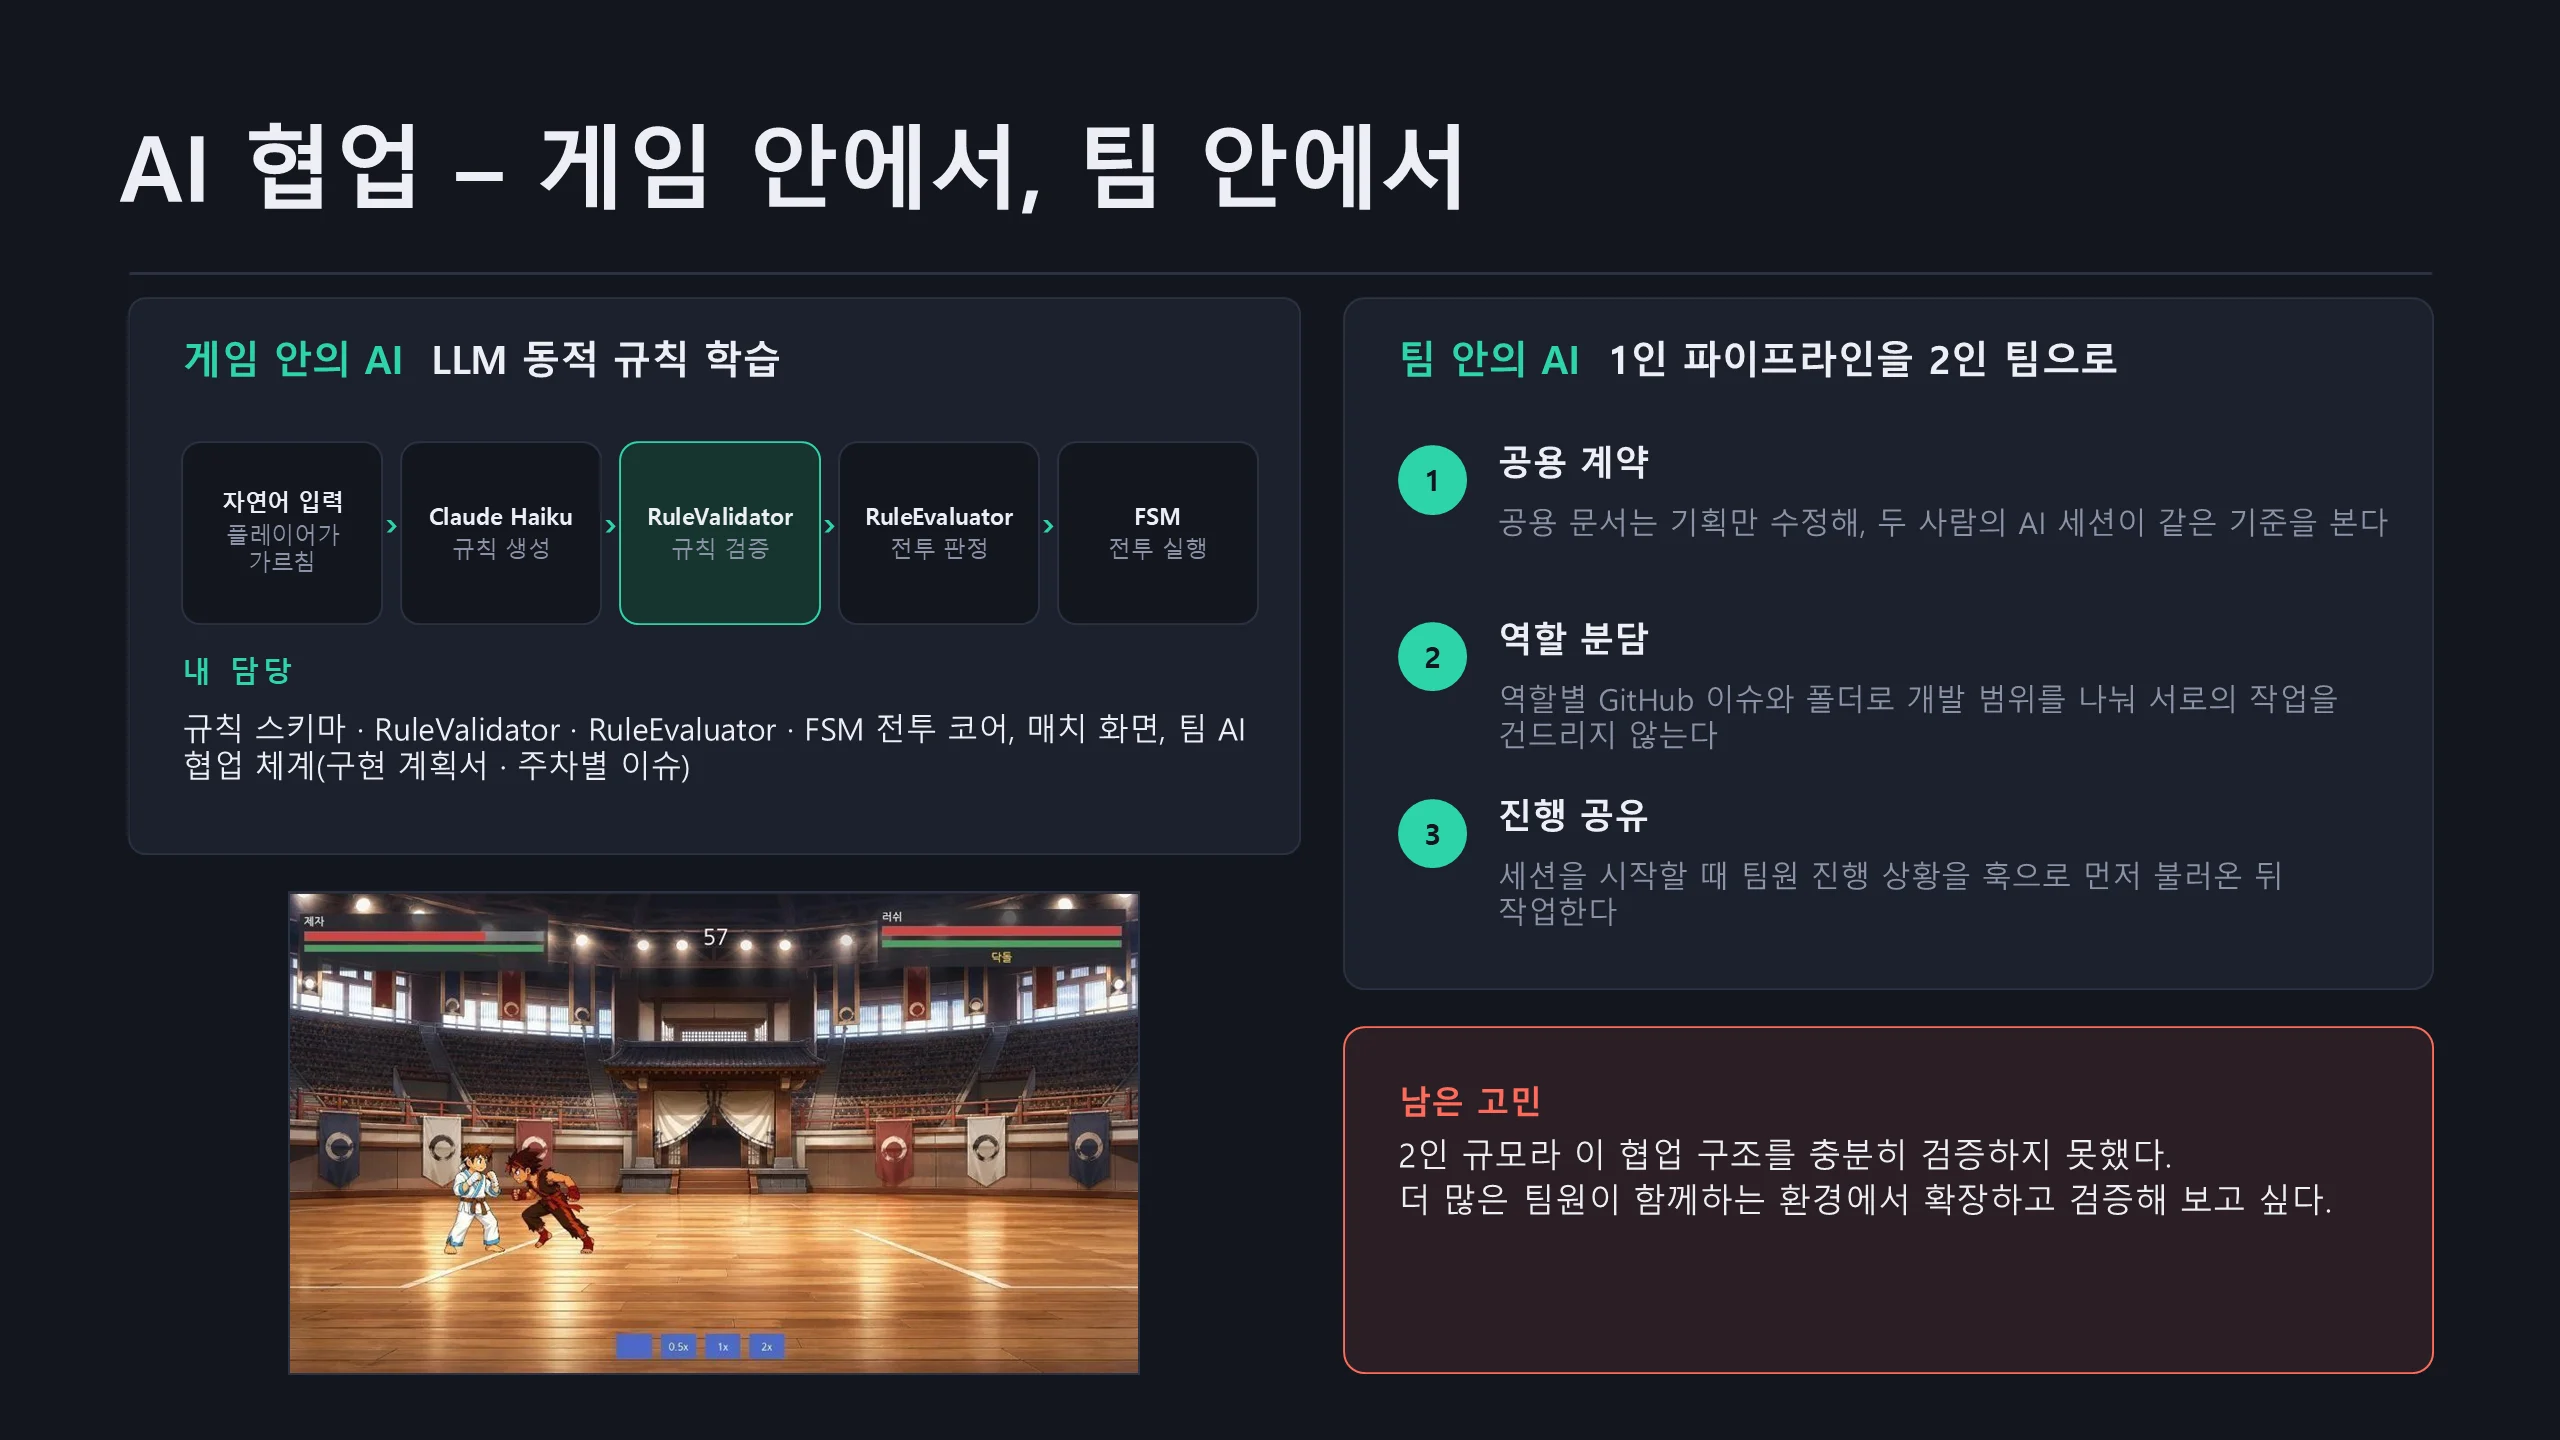 AI 협업 – 게임 안에서, 팀 안에서
게임 안의 AI LLM 동적 규칙 학습
자연어 입력
플레이어가
가르침
›
Claude Haiku
규칙 생성
›
RuleValidator
규칙 검증
›
RuleEvaluator
전투 판정
›
FSM
전투 실행
내 담당
규칙 스키마 · RuleValidator · RuleEvaluator · FSM 전투 코어, 매치 화면, 팀 AI
협업 체계(구현 계획서 · 주차별 이슈)
제자
57
러쉬
닥돌
0.5x
1x
2x
팀 안의 AI 1인 파이프라인을 2인 팀으로
1
공용 계약
공용 문서는 기획만 수정해, 두 사람의 AI 세션이 같은 기준을 본다
2
역할 분담
역할별 GitHub 이슈와 폴더로 개발 범위를 나눠 서로의 작업을
건드리지 않는다
3
진행 공유
세션을 시작할 때 팀원 진행 상황을 훅으로 먼저 불러온 뒤
작업한다
남은 고민
2인 규모라 이 협업 구조를 충분히 검증하지 못했다.
더 많은 팀원이 함께하는 환경에서 확장하고 검증해 보고 싶다.